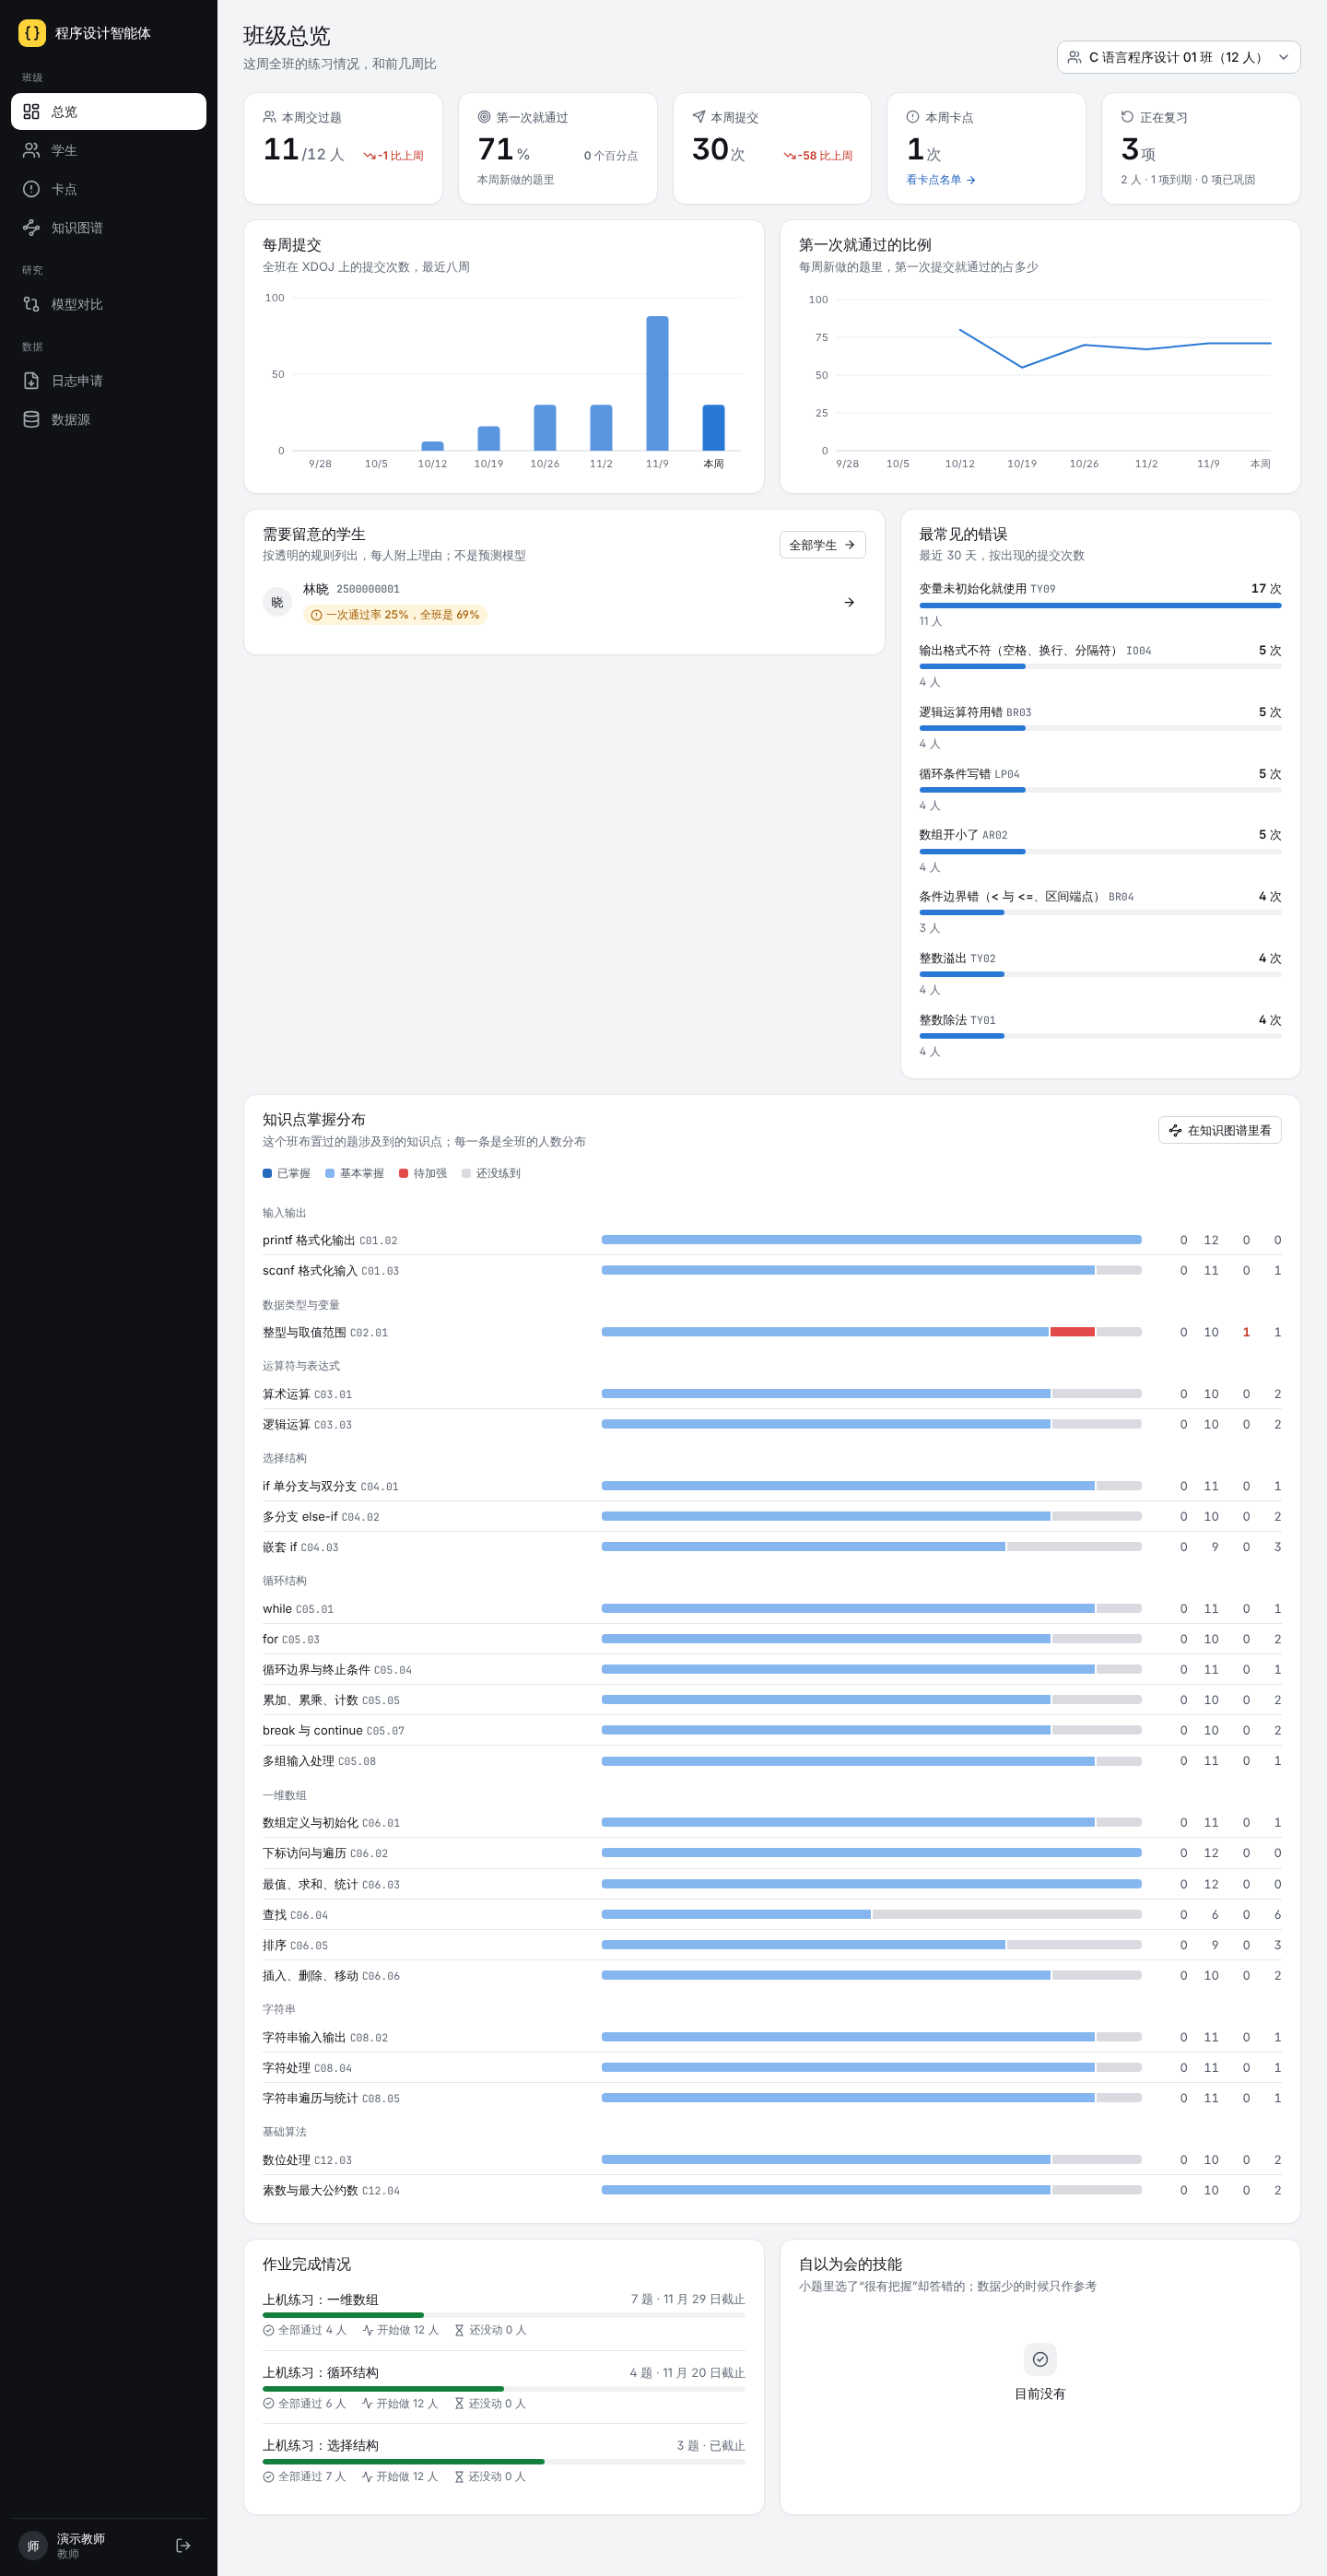 程序设计智能体
班级
总览
学生
卡点
知识图谱
研究
模型对比
数据
日志申请
数据源
班级总览
这周全班的练习情况，和前几周比
C 语言程序设计 01 班（12 人）
本周交过题
11/12 人 -1 比上周
第一次就通过
71% 0 个百分点
本周新做的题里
本周提交
30次 -58 比上周
本周卡点
1次
看卡点名单
正在复习
3项
2 人 · 1 项到期 · 0 项已巩固
每周提交
全班在 XDOJ 上的提交次数，最近八周
100
50
0
9/28 10/5 10/12 10/19 10/26 11/2 11/9 本周
第一次就通过的比例
每周新做的题里，第一次提交就通过的占多少
100
75
50
25
0
9/28 10/5 10/12 10/19 10/26 11/2 11/9 本周
需要留意的学生
按透明的规则列出，每人附上理由；不是预测模型
全部学生
晓
林晓 2500000001
一次通过率 25%，全班是 69%
最常见的错误
最近 30 天，按出现的提交次数
变量未初始化就使用 TY09 17 次
11 人
输出格式不符（空格、换行、分隔符） IO04 5 次
4 人
逻辑运算符用错 BR03 5 次
4 人
循环条件写错 LP04 5 次
4 人
数组开小了 AR02 5 次
4 人
条件边界错（< 与 <=、区间端点） BR04 4 次
3 人
整数溢出 TY02 4 次
4 人
整数除法 TY01 4 次
4 人
知识点掌握分布
这个班布置过的题涉及到的知识点；每一条是全班的人数分布
在知识图谱里看
已掌握 基本掌握 待加强 还没练到
输入输出
printf 格式化输出 C01.02 0 12 0 0
scanf 格式化输入 C01.03 0 11 0 1
数据类型与变量
整型与取值范围 C02.01 0 10 1 1
运算符与表达式
算术运算 C03.01 0 10 0 2
逻辑运算 C03.03 0 10 0 2
选择结构
if 单分支与双分支 C04.01 0 11 0 1
多分支 else-if C04.02 0 10 0 2
嵌套 if C04.03 0 9 0 3
循环结构
while C05.01 0 11 0 1
for C05.03 0 10 0 2
循环边界与终止条件 C05.04 0 11 0 1
累加、累乘、计数 C05.05 0 10 0 2
break 与 continue C05.07 0 10 0 2
多组输入处理 C05.08 0 11 0 1
一维数组
数组定义与初始化 C06.01 0 11 0 1
下标访问与遍历 C06.02 0 12 0 0
最值、求和、统计 C06.03 0 12 0 0
查找 C06.04 0 6 0 6
排序 C06.05 0 9 0 3
插入、删除、移动 C06.06 0 10 0 2
字符串
字符串输入输出 C08.02 0 11 0 1
字符处理 C08.04 0 11 0 1
字符串遍历与统计 C08.05 0 11 0 1
基础算法
数位处理 C12.03 0 10 0 2
素数与最大公约数 C12.04 0 10 0 2
作业完成情况
上机练习：一维数组 7 题 · 11 月 29 日截止
全部通过 4 人 开始做 12 人 还没动 0 人
上机练习：循环结构 4 题 · 11 月 20 日截止
全部通过 6 人 开始做 12 人 还没动 0 人
上机练习：选择结构 3 题 · 已截止
全部通过 7 人 开始做 12 人 还没动 0 人
自以为会的技能
小题里选了“很有把握”却答错的；数据少的时候只作参考
目前没有
师
演示教师
教师